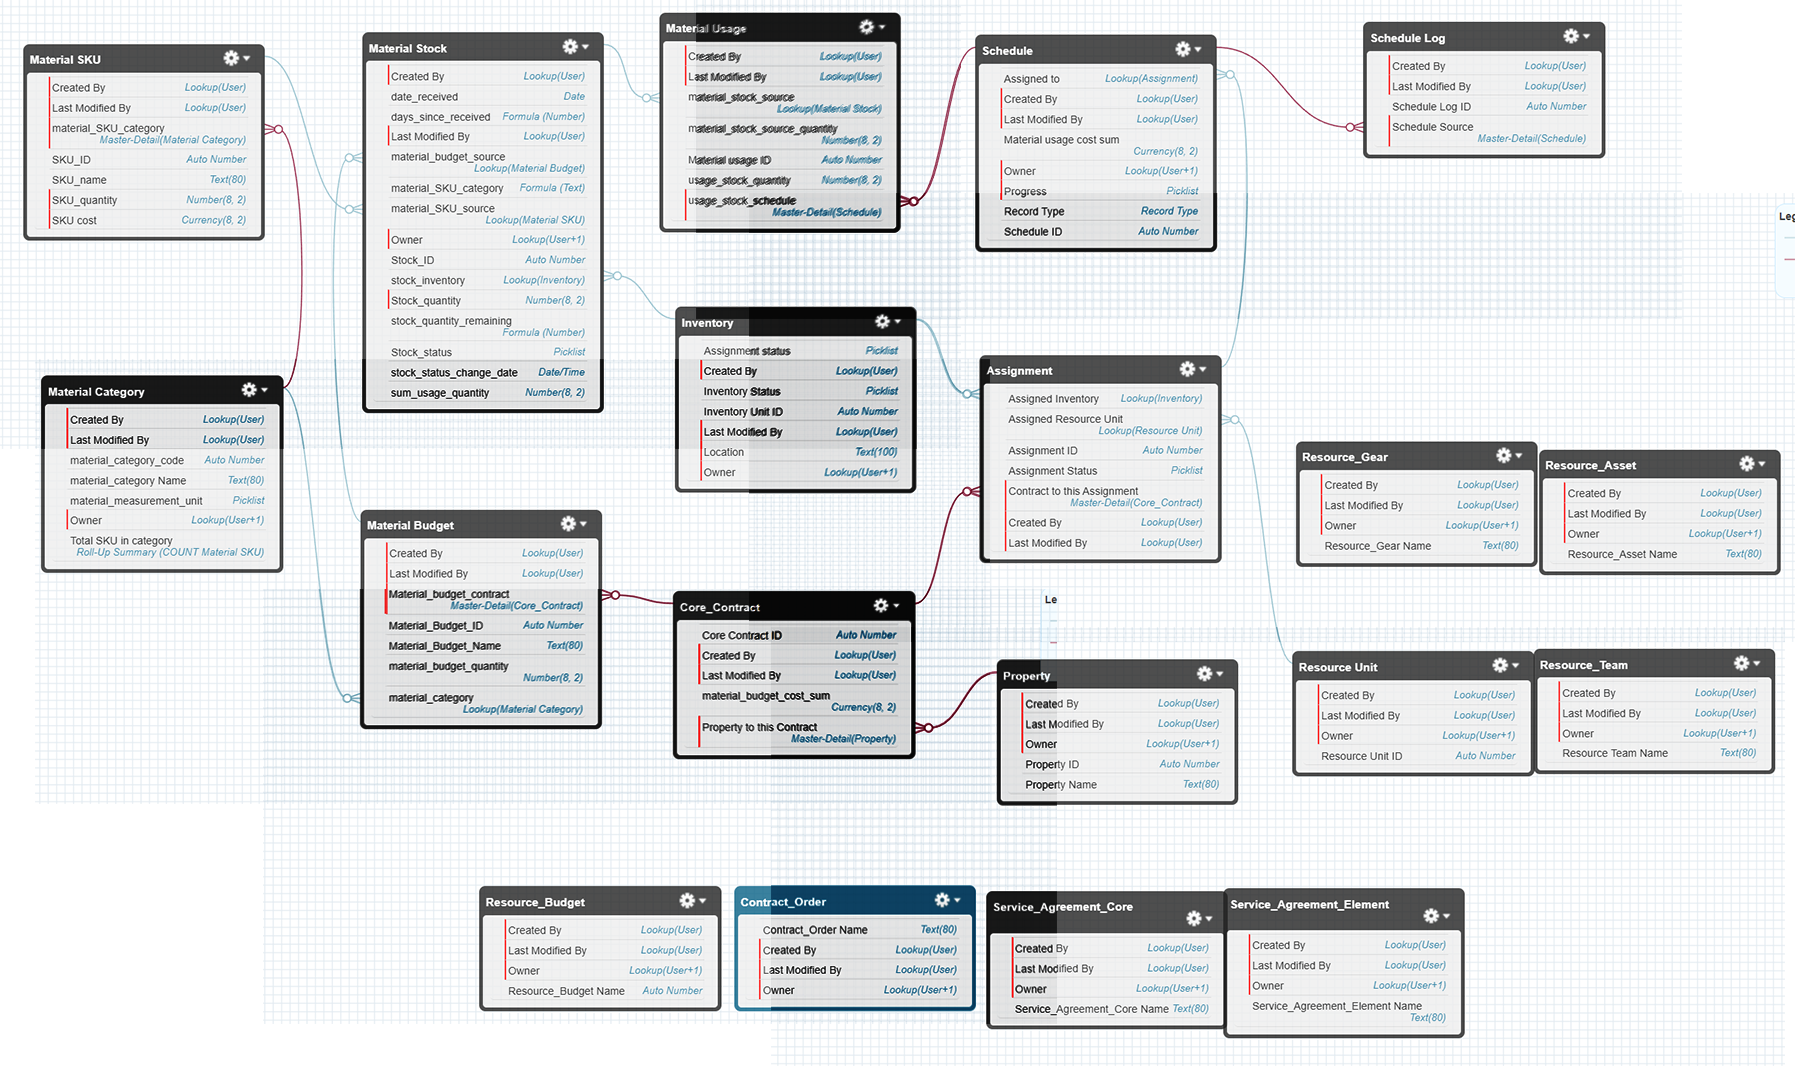 Material SKU
Created By Lookup(User)
Last Modified By Lookup(User)
material_SKU_category
Master-Detail(Material Category)
SKU_ID Auto Number
SKU_name Text(80)
SKU_quantity Number(8, 2)
SKU cost Currency(8, 2)
Material Stock
Created By Lookup(User)
date_received Date
days_since_received Formula (Number)
Last Modified By Lookup(User)
material_budget_source
Lookup(Material Budget)
material_SKU_category Formula (Text)
material_SKU_source
Lookup(Material SKU)
Owner Lookup(User+1)
Stock_ID Auto Number
stock_inventory Lookup(Inventory)
Stock_quantity Number(8, 2)
stock_quantity_remaining
Formula (Number)
Stock_status Picklist
stock_status_change_date Date/Time
sum_usage_quantity Number(8, 2)
Material Usage
Created By Lookup(User)
Last Modified By Lookup(User)
material_stock_source
Lookup(Material Stock)
material_stock_source_quantity
Number(8, 2)
Material usage ID Auto Number
usage_stock_quantity Number(8, 2)
usage_stock_schedule
Master-Detail(Schedule)
Schedule
Assigned to Lookup(Assignment)
Created By Lookup(User)
Last Modified By Lookup(User)
Material usage cost sum
Currency(8, 2)
Owner Lookup(User+1)
Progress Picklist
Record Type Record Type
Schedule ID Auto Number
Schedule Log
Created By Lookup(User)
Last Modified By Lookup(User)
Schedule Log ID Auto Number
Schedule Source
Master-Detail(Schedule)
Leg
Material Category
Created By Lookup(User)
Last Modified By Lookup(User)
material_category_code Auto Number
material_category Name Text(80)
material_measurement_unit Picklist
Owner Lookup(User+1)
Total SKU in category
Roll-Up Summary (COUNT Material SKU)
Inventory
Assignment status Picklist
Created By Lookup(User)
Inventory Status Picklist
Inventory Unit ID Auto Number
Last Modified By Lookup(User)
Location Text(100)
Owner Lookup(User+1)
Assignment
Assigned Inventory Lookup(Inventory)
Assigned Resource Unit
Lookup(Resource Unit)
Assignment ID Auto Number
Assignment Status Picklist
Contract to this Assignment
Master-Detail(Core_Contract)
Created By Lookup(User)
Last Modified By Lookup(User)
Resource_Gear
Created By Lookup(User)
Last Modified By Lookup(User)
Owner Lookup(User+1)
Resource_Gear Name Text(80)
Resource_Asset
Created By Lookup(User)
Last Modified By Lookup(User)
Owner Lookup(User+1)
Resource_Asset Name Text(80)
Material Budget
Created By Lookup(User)
Last Modified By Lookup(User)
Material_budget_contract
Master-Detail(Core_Contract)
Material_Budget_ID Auto Number
Material_Budget_Name Text(80)
material_budget_quantity
Number(8, 2)
material_category
Lookup(Material Category)
Core_Contract
Core Contract ID Auto Number
Created By Lookup(User)
Last Modified By Lookup(User)
material_budget_cost_sum
Currency(8, 2)
Property to this Contract
Master-Detail(Property)
Le
Property
Created By Lookup(User)
Last Modified By Lookup(User)
Owner Lookup(User+1)
Property ID Auto Number
Property Name Text(80)
Resource Unit
Created By Lookup(User)
Last Modified By Lookup(User)
Owner Lookup(User+1)
Resource Unit ID Auto Number
Resource_Team
Created By Lookup(User)
Last Modified By Lookup(User)
Owner Lookup(User+1)
Resource Team Name Text(80)
Resource_Budget
Created By Lookup(User)
Last Modified By Lookup(User)
Owner Lookup(User+1)
Resource_Budget Name Auto Number
Contract_Order
Contract_Order Name Text(80)
Created By Lookup(User)
Last Modified By Lookup(User)
Owner Lookup(User+1)
Service_Agreement_Core
Created By Lookup(User)
Last Modified By Lookup(User)
Owner Lookup(User+1)
Service_Agreement_Core Name Text(80)
Service_Agreement_Element
Created By Lookup(User)
Last Modified By Lookup(User)
Owner Lookup(User+1)
Service_Agreement_Element Name
Text(80)